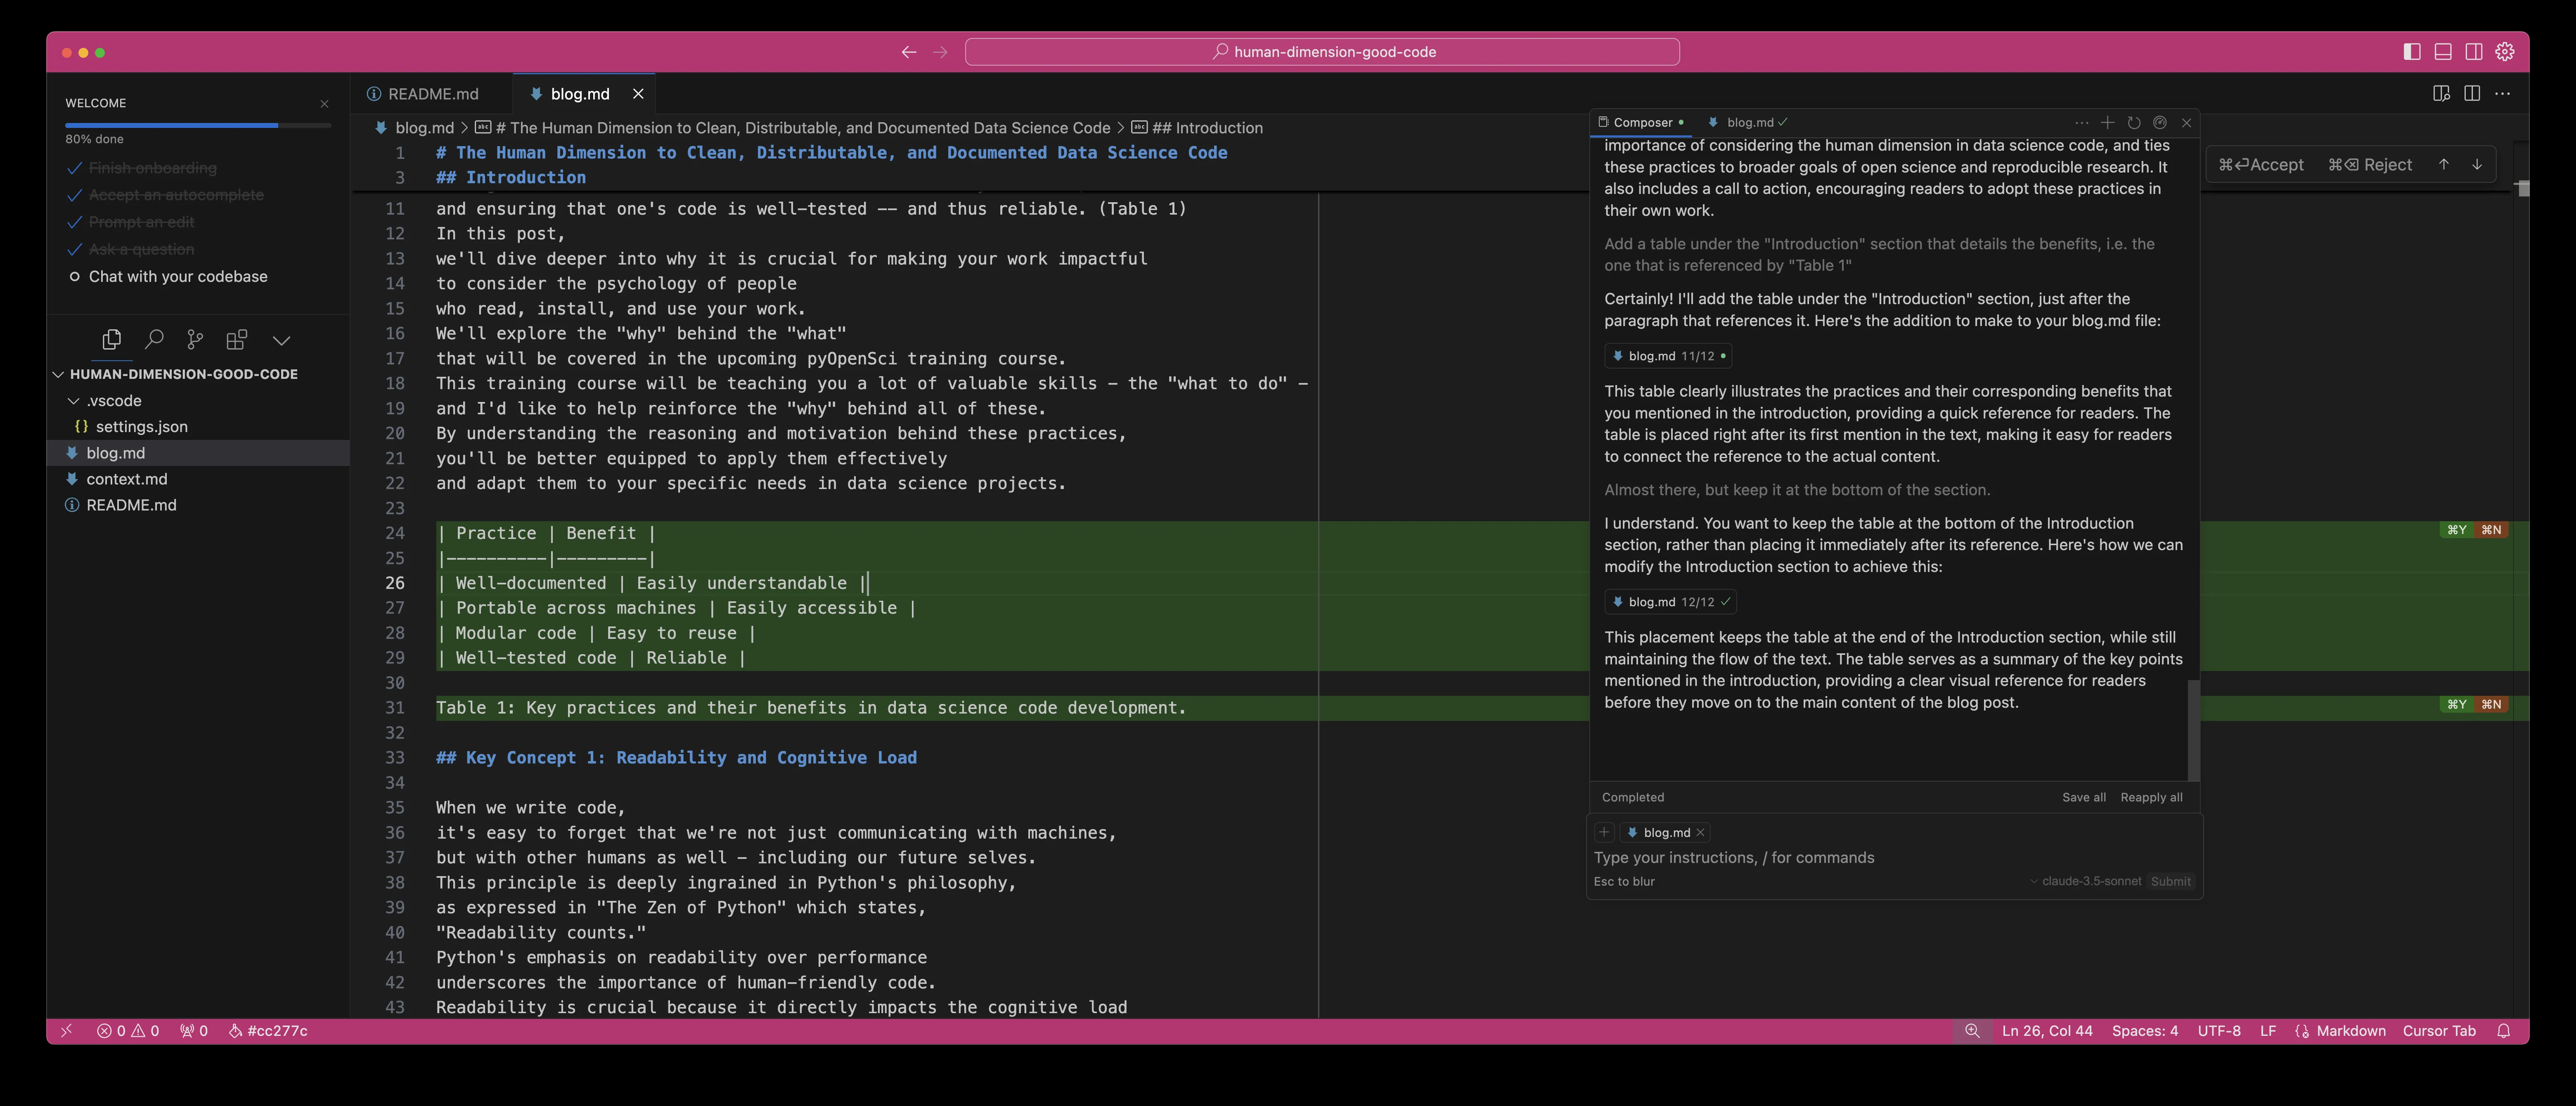 human-dimension-good-code
WELCOME
80% done
Finish onboarding
Accept an autocomplete
Prompt an edit
Ask a question
Chat with your codebase
HUMAN-DIMENSION-GOOD-CODE
.vscode
{} settings.json
blog.md
context.md
README.md
README.md
blog.md
blog.md > # The Human Dimension to Clean, Distributable, and Documented Data Science Code > ## Introduction
1 # The Human Dimension to Clean, Distributable, and Documented Data Science Code
3 ## Introduction
11 and ensuring that one's code is well-tested -- and thus reliable. (Table 1)
12 In this post,
13 we'll dive deeper into why it is crucial for making your work impactful
14 to consider the psychology of people
15 who read, install, and use your work.
16 We'll explore the "why" behind the "what"
17 that will be covered in the upcoming pyOpenSci training course.
18 This training course will be teaching you a lot of valuable skills - the "what to do" -
19 and I'd like to help reinforce the "why" behind all of these.
20 By understanding the reasoning and motivation behind these practices,
21 you'll be better equipped to apply them effectively
22 and adapt them to your specific needs in data science projects.
23
24 | Practice | Benefit |
25 |----------|---------|
26 | Well-documented | Easily understandable |
27 | Portable across machines | Easily accessible |
28 | Modular code | Easy to reuse |
29 | Well-tested code | Reliable |
30
31 Table 1: Key practices and their benefits in data science code development.
32
33 ## Key Concept 1: Readability and Cognitive Load
34
35 When we write code,
36 it's easy to forget that we're not just communicating with machines,
37 but with other humans as well - including our future selves.
38 This principle is deeply ingrained in Python's philosophy,
39 as expressed in "The Zen of Python" which states,
40 "Readability counts."
41 Python's emphasis on readability over performance
42 underscores the importance of human-friendly code.
43 Readability is crucial because it directly impacts the cognitive load
Composer
blog.md
importance of considering the human dimension in data science code, and ties
these practices to broader goals of open science and reproducible research. It
also includes a call to action, encouraging readers to adopt these practices in
their own work.
Add a table under the "Introduction" section that details the benefits, i.e. the
one that is referenced by "Table 1"
Certainly! I'll add the table under the "Introduction" section, just after the
paragraph that references it. Here's the addition to make to your blog.md file:
blog.md 11/12
This table clearly illustrates the practices and their corresponding benefits that
you mentioned in the introduction, providing a quick reference for readers. The
table is placed right after its first mention in the text, making it easy for readers
to connect the reference to the actual content.
Almost there, but keep it at the bottom of the section.
I understand. You want to keep the table at the bottom of the Introduction
section, rather than placing it immediately after its reference. Here's how we can
modify the Introduction section to achieve this:
blog.md 12/12
This placement keeps the table at the end of the Introduction section, while still
maintaining the flow of the text. The table serves as a summary of the key points
mentioned in the introduction, providing a clear visual reference for readers
before they move on to the main content of the blog post.
Completed Save all Reapply all
blog.md
Type your instructions, / for commands
Esc to blur claude-3.5-sonnet Submit
⌘⏎Accept ⌘⌫ Reject ↑ ↓
⌘Y ⌘N
⌘Y ⌘N
0 0 0 #cc277c Ln 26, Col 44 Spaces: 4 UTF-8 LF Markdown Cursor Tab